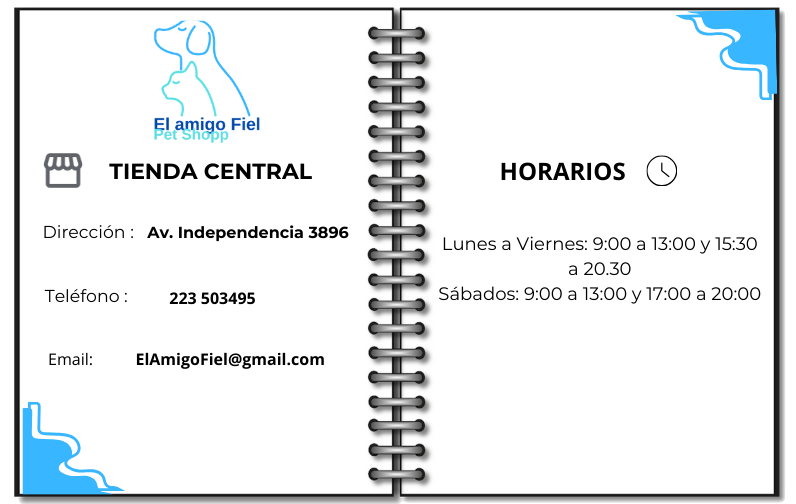 El amigo Fiel
Pet Shopp
TIENDA CENTRAL
Dirección : Av. Independencia 3896
Teléfono : 223 503495
Email: ElAmigoFiel@gmail.com
HORARIOS
Lunes a Viernes: 9:00 a 13:00 y 15:30
a 20.30
Sábados: 9:00 a 13:00 y 17:00 a 20:00